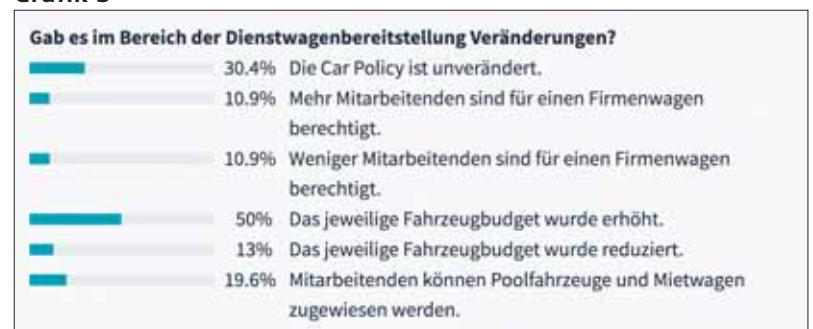 Gab es im Bereich der Dienstwagenbereitstellung Veränderungen?
30.4% Die Car Policy ist unverändert.
10.9% Mehr Mitarbeitenden sind für einen Firmenwagen
berechtigt.
10.9% Weniger Mitarbeitenden sind für einen Firmenwagen
berechtigt.
50% Das jeweilige Fahrzeugbudget wurde erhöht.
13% Das jeweilige Fahrzeugbudget wurde reduziert.
19.6% Mitarbeitenden können Poolfahrzeuge und Mietwagen
zugewiesen werden.